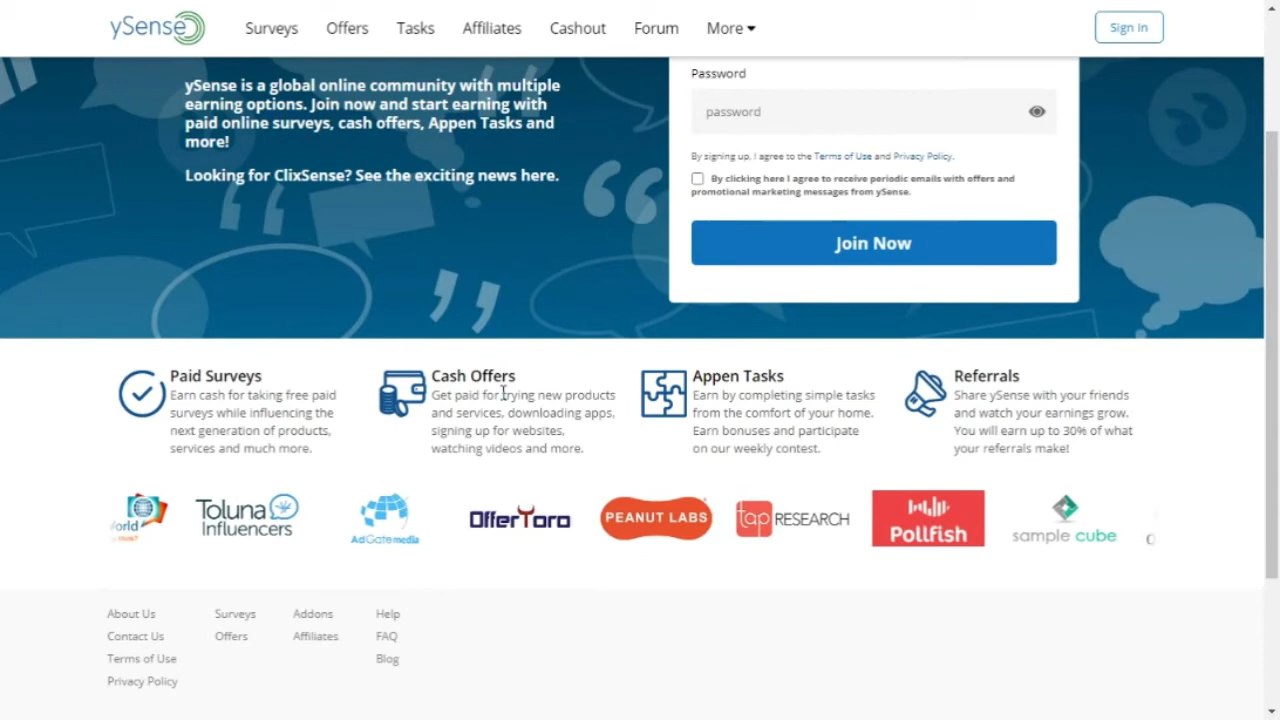 ySense Surveys Offers Tasks Affiliates Cashout Forum More Sign In
ySense is a global online community with multiple
earning options. Join now and start earning with
paid online surveys, cash offers, Appen Tasks and
more!
Looking for ClixSense? See the exciting news here.
Password
password
By signing up, I agree to the Terms of Use and Privacy Policy.
By clicking here I agree to receive periodic emails with offers and
promotional marketing messages from ySense.
Join Now
Paid Surveys
Earn cash for taking free paid
surveys while influencing the
next generation of products,
services and much more.
Cash Offers
Get paid for trying new products
and services, downloading apps,
signing up for websites,
watching videos and more.
Appen Tasks
Earn by completing simple tasks
from the comfort of your home.
Earn bonuses and participate
on our weekly contest.
Referrals
Share ySense with your friends
and watch your earnings grow.
You will earn up to 30% of what
your referrals make!
Toluna
Influencers
AdGatemedia
OfferToro
PEANUT LABS
tap RESEARCH
Pollfish
sample cube
About Us Surveys Addons Help
Contact Us Offers Affiliates FAQ
Terms of Use Blog
Privacy Policy